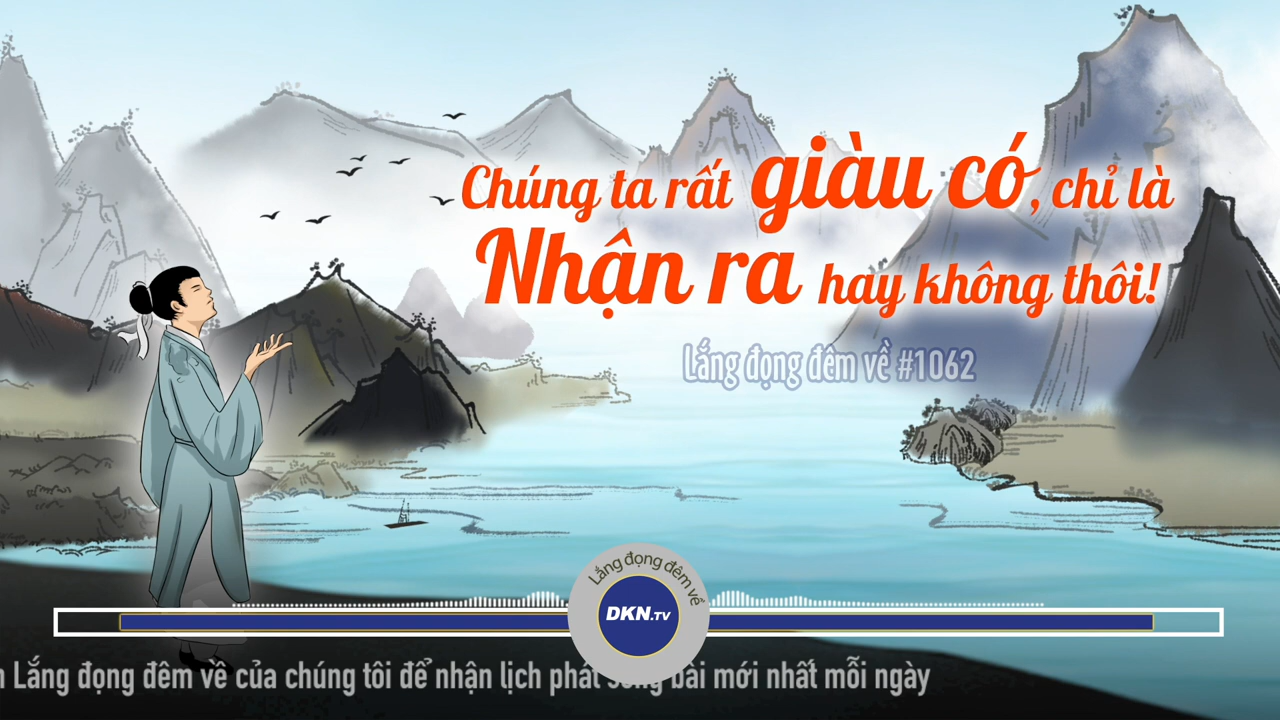 Chúng ta rất giàu có, chỉ là
Nhận ra hay không thôi!
Lắng đọng đêm về #1062
Lắng đọng đêm về
DKN.TV
Lắng đọng đêm về của chúng tôi để nhận lịch phát sóng bài mới nhất mỗi ngày